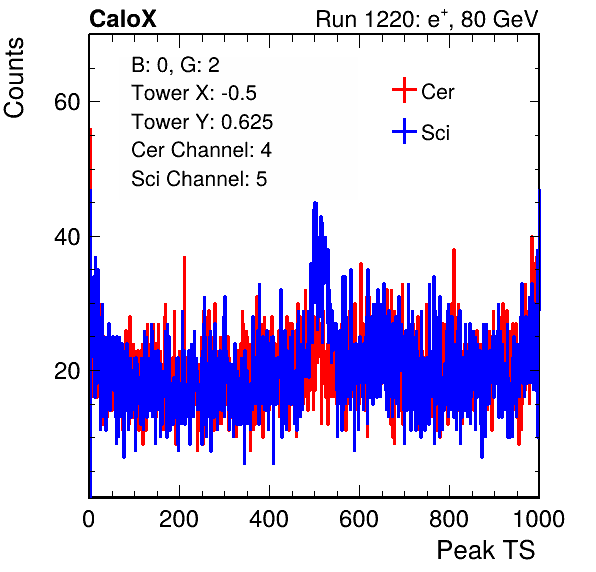 CaloX Run 1220: e⁺, 80 GeV
Counts
B: 0, G: 2
Tower X: -0.5
Tower Y: 0.625
Cer Channel: 4
Sci Channel: 5
Cer
Sci
60
40
20
0 200 400 600 800 1000
Peak TS